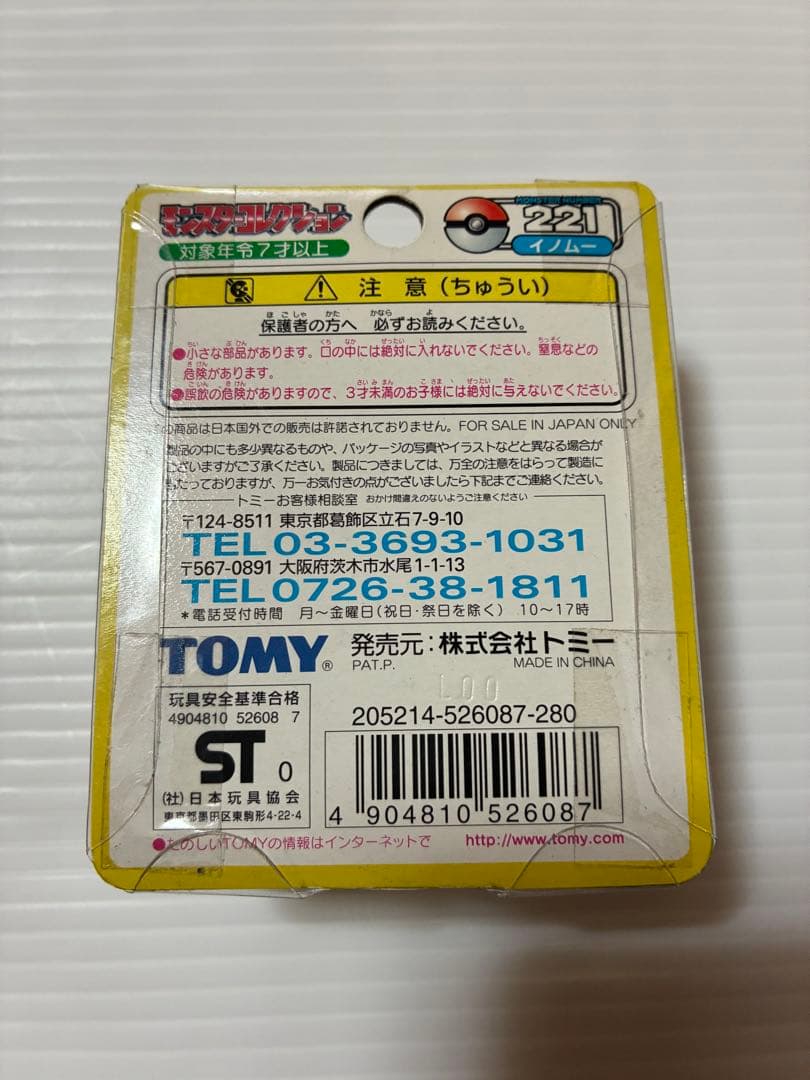 モンスターコレクション
対象年令7才以上
MONSTER NUMBER
221
イノムー
注 意 (ちゅうい)
保護者の方へ 必ずお読みください。
●小さな部品があります。口の中には絶対に入れないでください。窒息などの
危険があります。
●誤飲の危険がありますので、3才未満のお子様には絶対に与えないでください。
の商品は日本国外での販売は許諾されておりません。FOR SALE IN JAPAN ONLY
製品の中にも多少異なるものや、パッケージの写真やイラストなどと異なる場合が
ございますがご了承ください。製品につきましては、万全の注意をはらって製造に
あたっておりますが、万一お気付きの点がございましたら下記までご連絡ください。
トミーお客様相談室 おかけ間違えのないようご注意ください
〒124-8511 東京都葛飾区立石7-9-10
TEL 03-3693-1031
〒567-0891 大阪府茨木市水尾1-1-13
TEL 0726-38-1811
*電話受付時間 月〜金曜日(祝日・祭日を除く) 10〜17時
TOMY® 発売元:株式会社トミー
PAT.P. MADE IN CHINA
L00
玩具安全基準合格
4904810 52608 7
ST 0
(社)日本玩具協会
東京都墨田区東駒形4-22-4
205214-526087-280
4 904810 526087
●たのしいTOMYの情報はインターネットで http://www.tomy.com